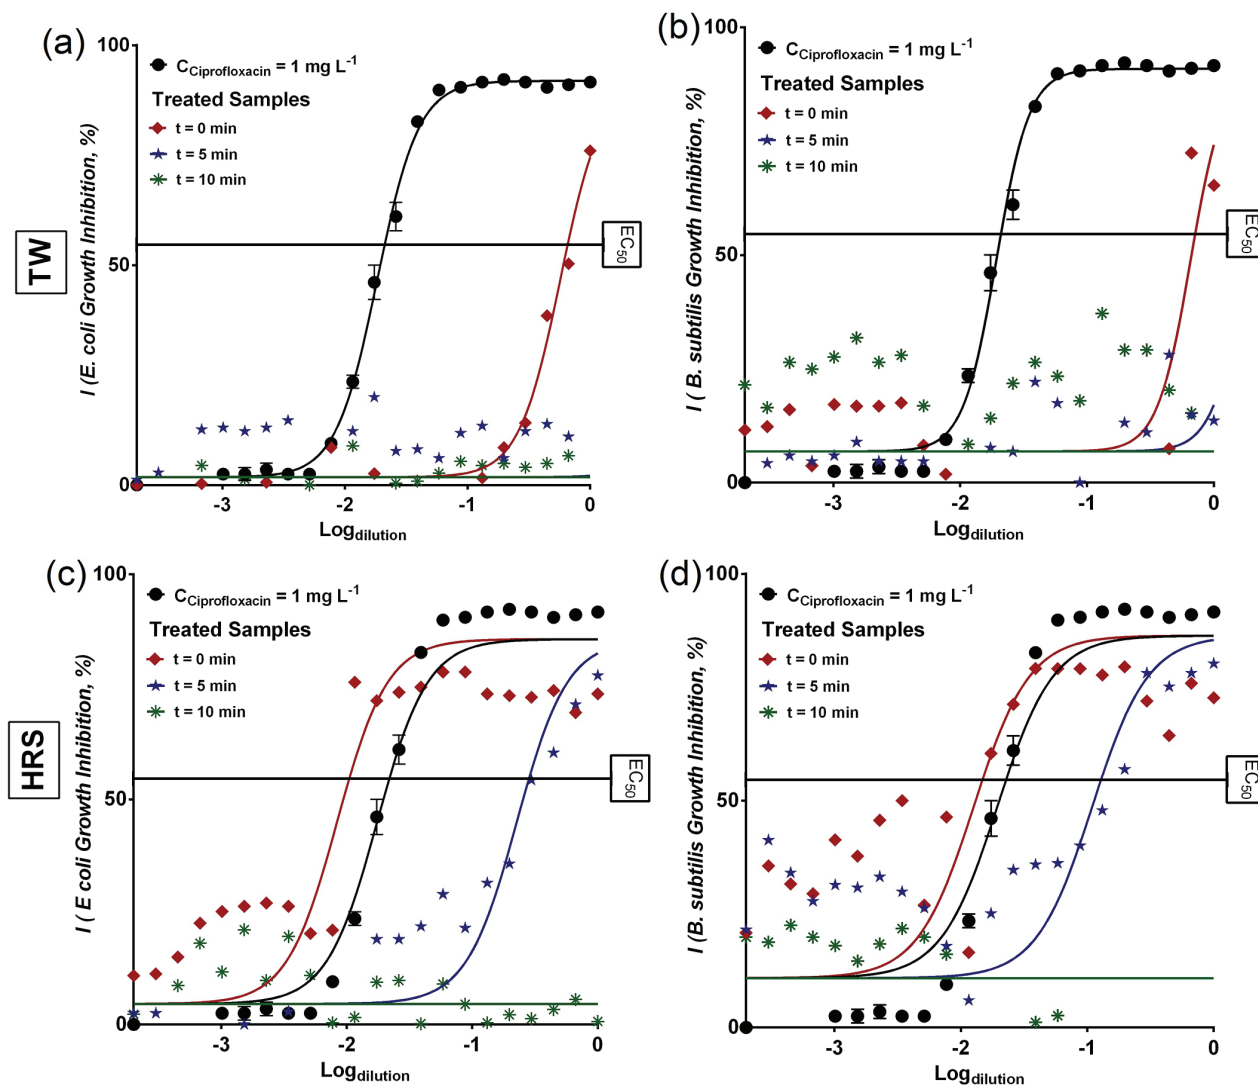 (a)
100
C_Ciprofloxacin = 1 mg L⁻¹
Treated Samples
t = 0 min
t = 5 min
t = 10 min
I (E. coli Growth Inhibition, %)
TW
EC₅₀
50
0
-3 -2 -1 0
Log_dilution
(b)
100
C_Ciprofloxacin = 1 mg L⁻¹
Treated Samples
t = 0 min
t = 5 min
t = 10 min
I ( B. subtilis Growth Inhibition, %)
EC₅₀
50
0
-3 -2 -1 0
Log_dilution
(c)
100
C_Ciprofloxacin = 1 mg L⁻¹
Treated Samples
t = 0 min
t = 5 min
t = 10 min
I ( E coli Growth Inhibition, %)
HRS
EC₅₀
50
0
-3 -2 -1 0
Log_dilution
(d)
100
C_Ciprofloxacin = 1 mg L⁻¹
Treated Samples
t = 0 min
t = 5 min
t = 10 min
I (B. subtilis Growth Inhibition, %)
EC₅₀
50
0
-3 -2 -1 0
Log_dilution